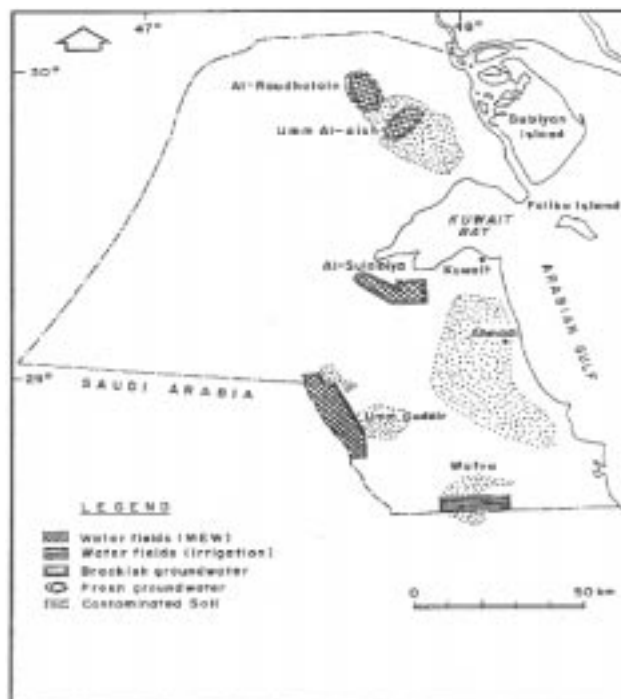 47°
48°
30°
Al-Raudhatain
Umm Al-aish
Bubiyan
Island
Failka Island
KUWAIT
BAY
Al-Sulabiya
Kuwait
ARABIAN GULF
Ahmadi
29°
SAUDI ARABIA
Umm Gudair
Wafra
LEGEND
Water fields (MEW)
Water fields (Irrigation)
Brackish groundwater
Fresh groundwater
Contaminated Soil
0 50 km